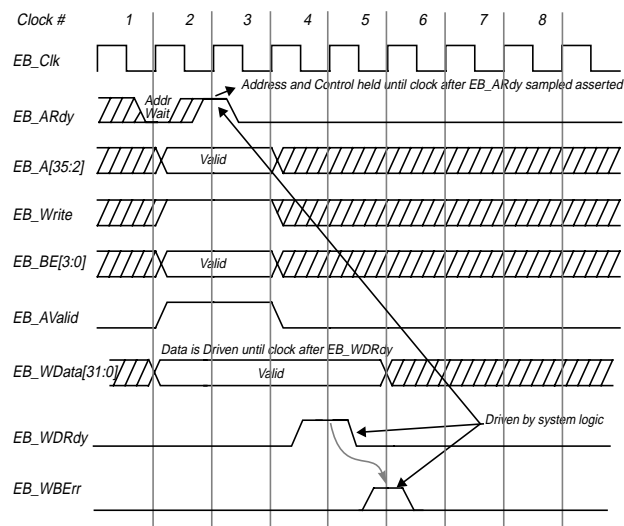 Clock # 1 2 3 4 5 6 7 8
EB_Clk
Address and Control held until clock after EB_ARdy sampled asserted
EB_ARdy
Addr
Wait
EB_A[35:2] Valid
EB_Write
EB_BE[3:0] Valid
EB_AValid
Data is Driven until clock after EB_WDRdy
EB_WData[31:0] Valid
Driven by system logic
EB_WDRdy
EB_WBErr